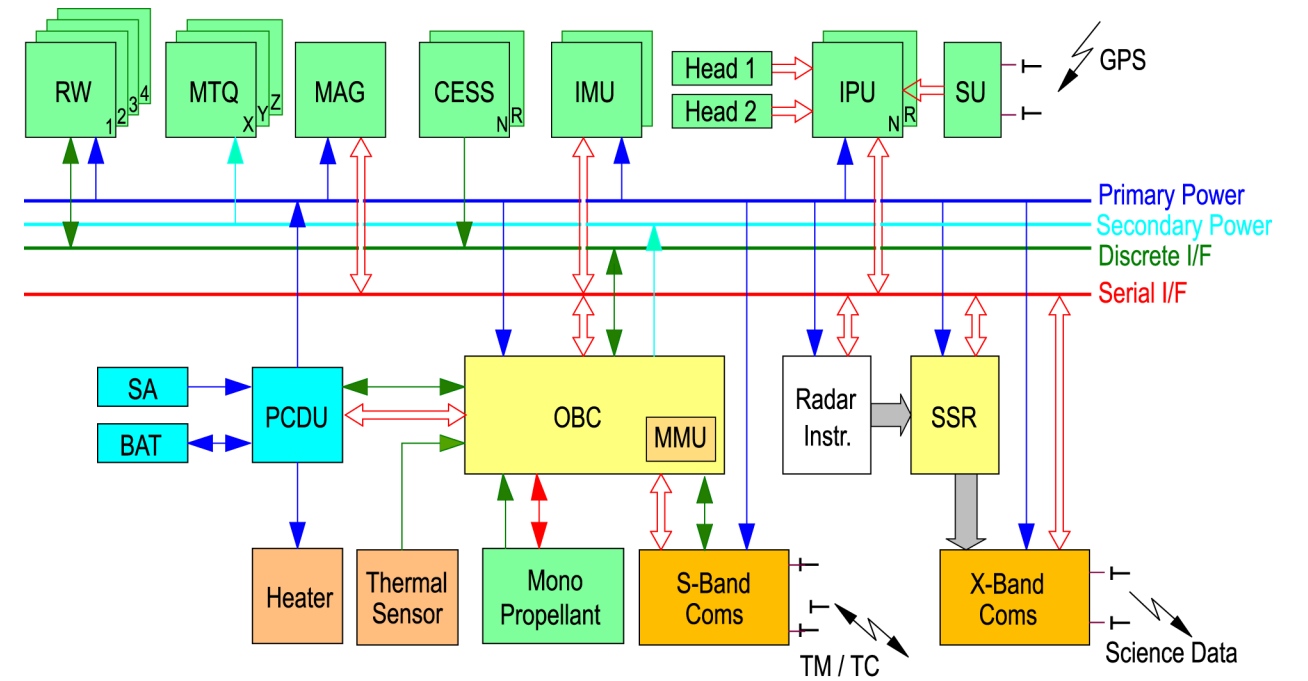 RW
1
2
3
4
MTQ
X
Y
Z
MAG
CESS
N
R
IMU
Head 1
Head 2
IPU
N
R
SU
GPS
Primary Power
Secondary Power
Discrete I/F
Serial I/F
SA
BAT
PCDU
OBC
MMU
Radar
Instr.
SSR
Heater
Thermal
Sensor
Mono
Propellant
S-Band
Coms
TM / TC
X-Band
Coms
Science Data